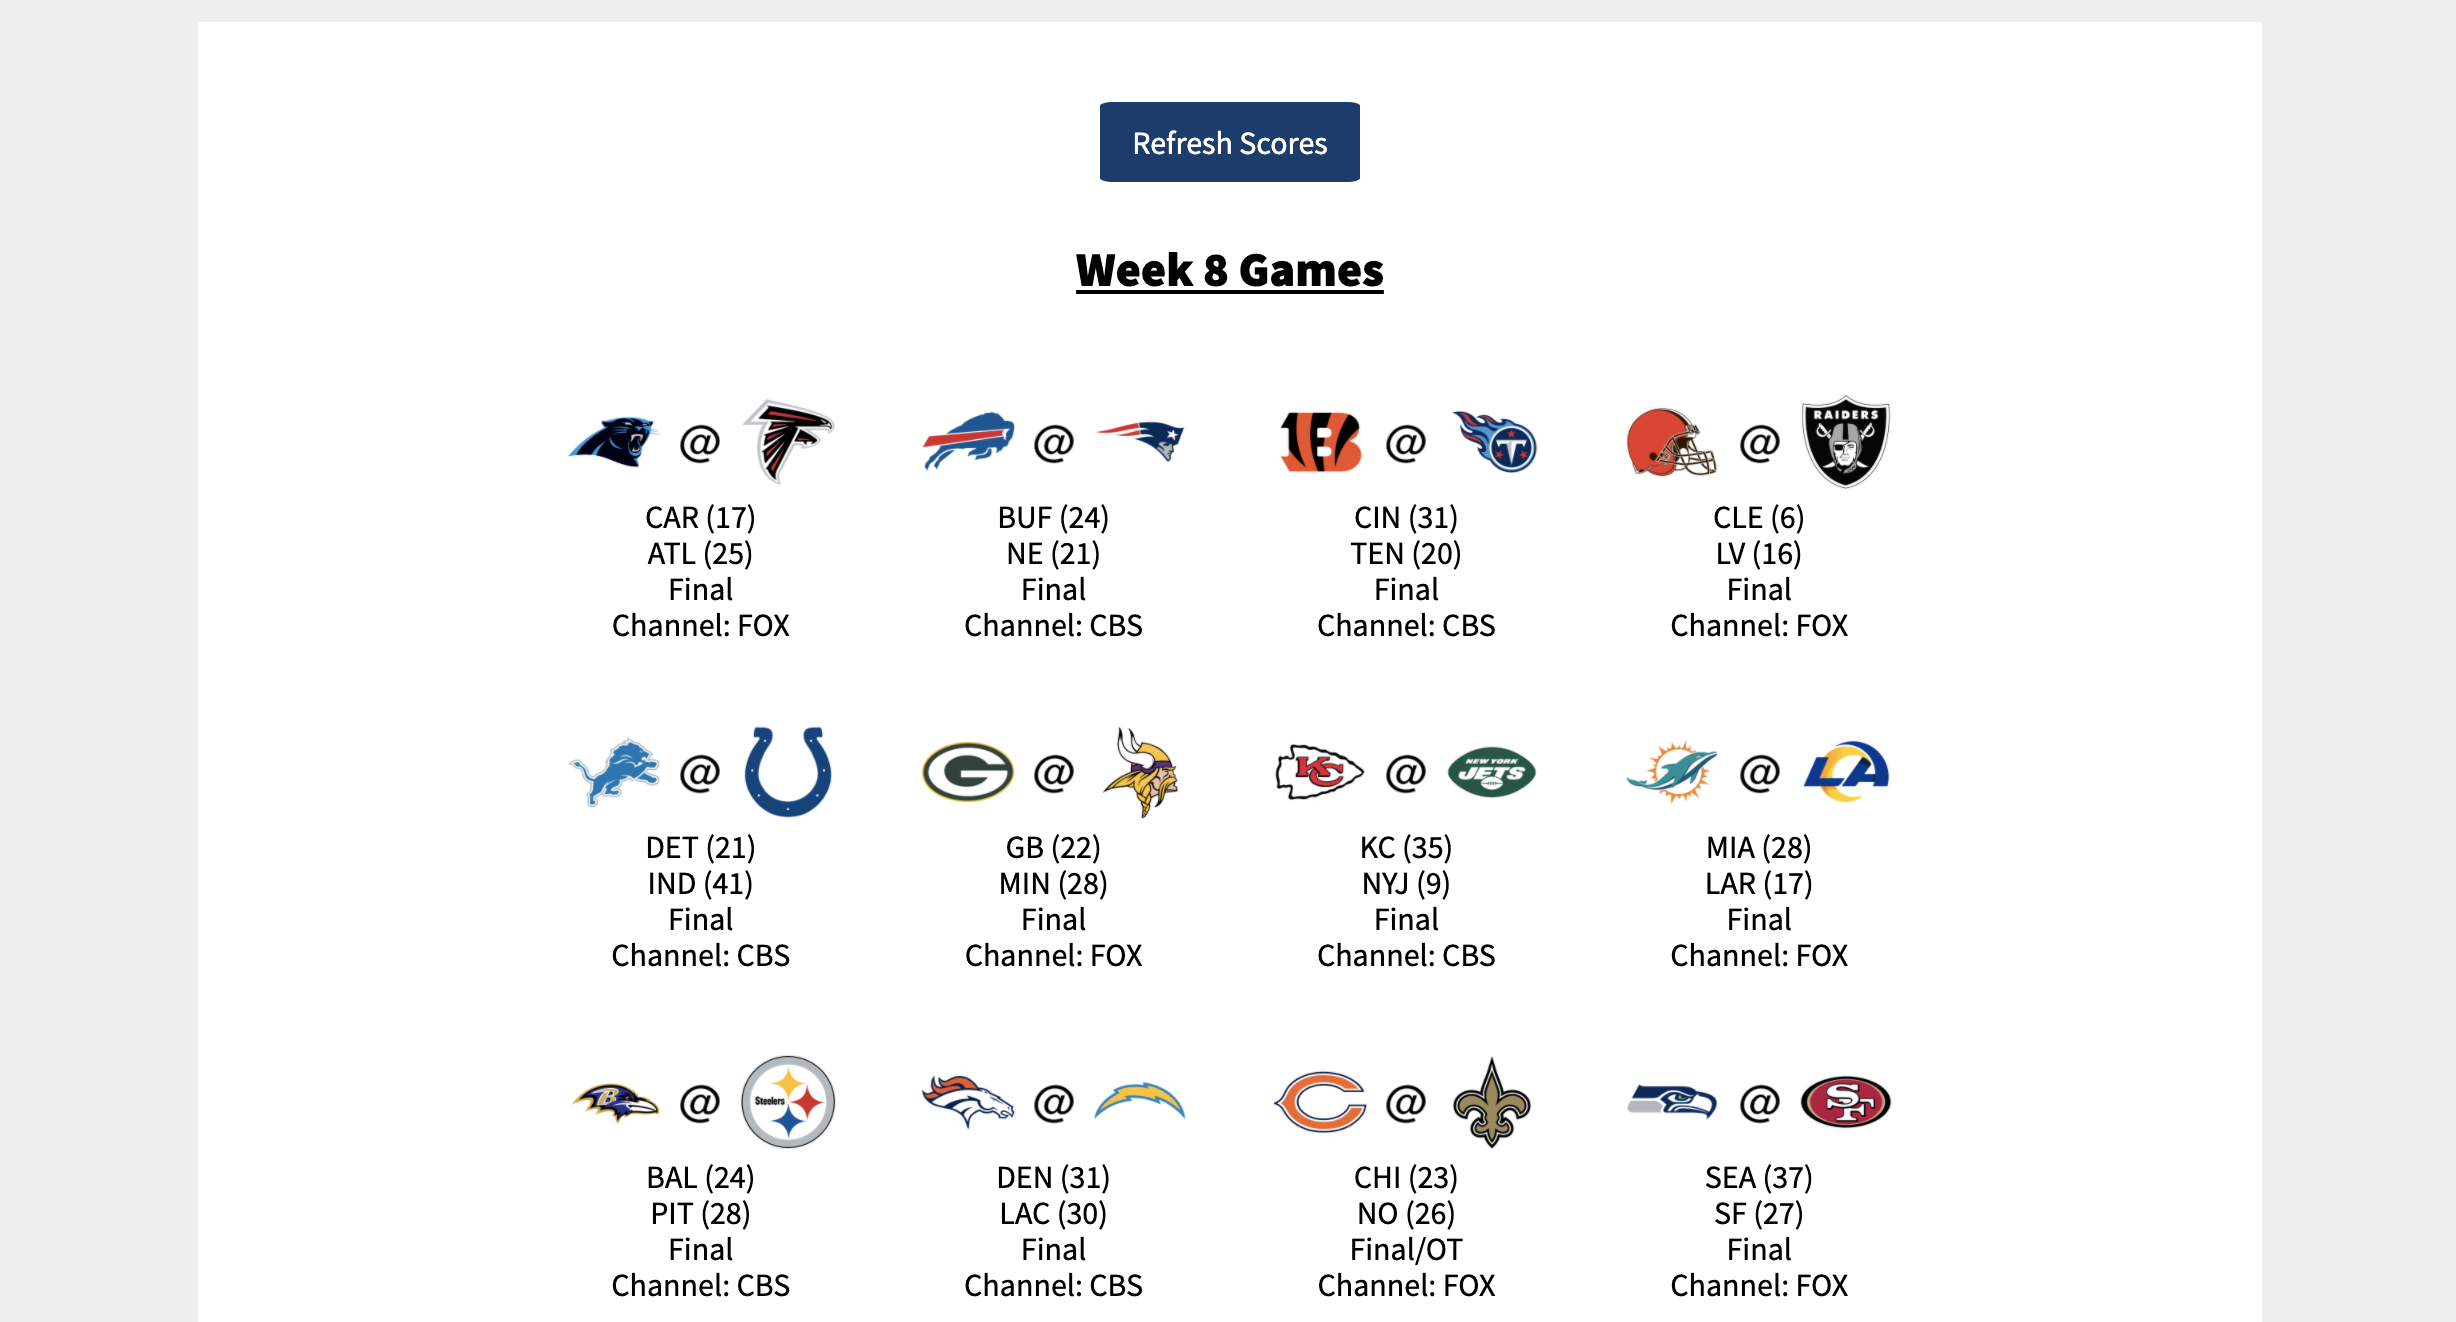 Refresh Scores
Week 8 Games
@ RAIDERS
CAR (17)
ATL (25)
Final
Channel: FOX
@
BUF (24)
NE (21)
Final
Channel: CBS
@
CIN (31)
TEN (20)
Final
Channel: CBS
@
CLE (6)
LV (16)
Final
Channel: FOX
@
DET (21)
IND (41)
Final
Channel: CBS
G @
GB (22)
MIN (28)
Final
Channel: FOX
KC @ NEW YORK
JETS
KC (35)
NYJ (9)
Final
Channel: CBS
@ LA
MIA (28)
LAR (17)
Final
Channel: FOX
B @ Steelers
BAL (24)
PIT (28)
Final
Channel: CBS
@
DEN (31)
LAC (30)
Final
Channel: CBS
C @
CHI (23)
NO (26)
Final/OT
Channel: FOX
@ SF
SEA (37)
SF (27)
Final
Channel: FOX